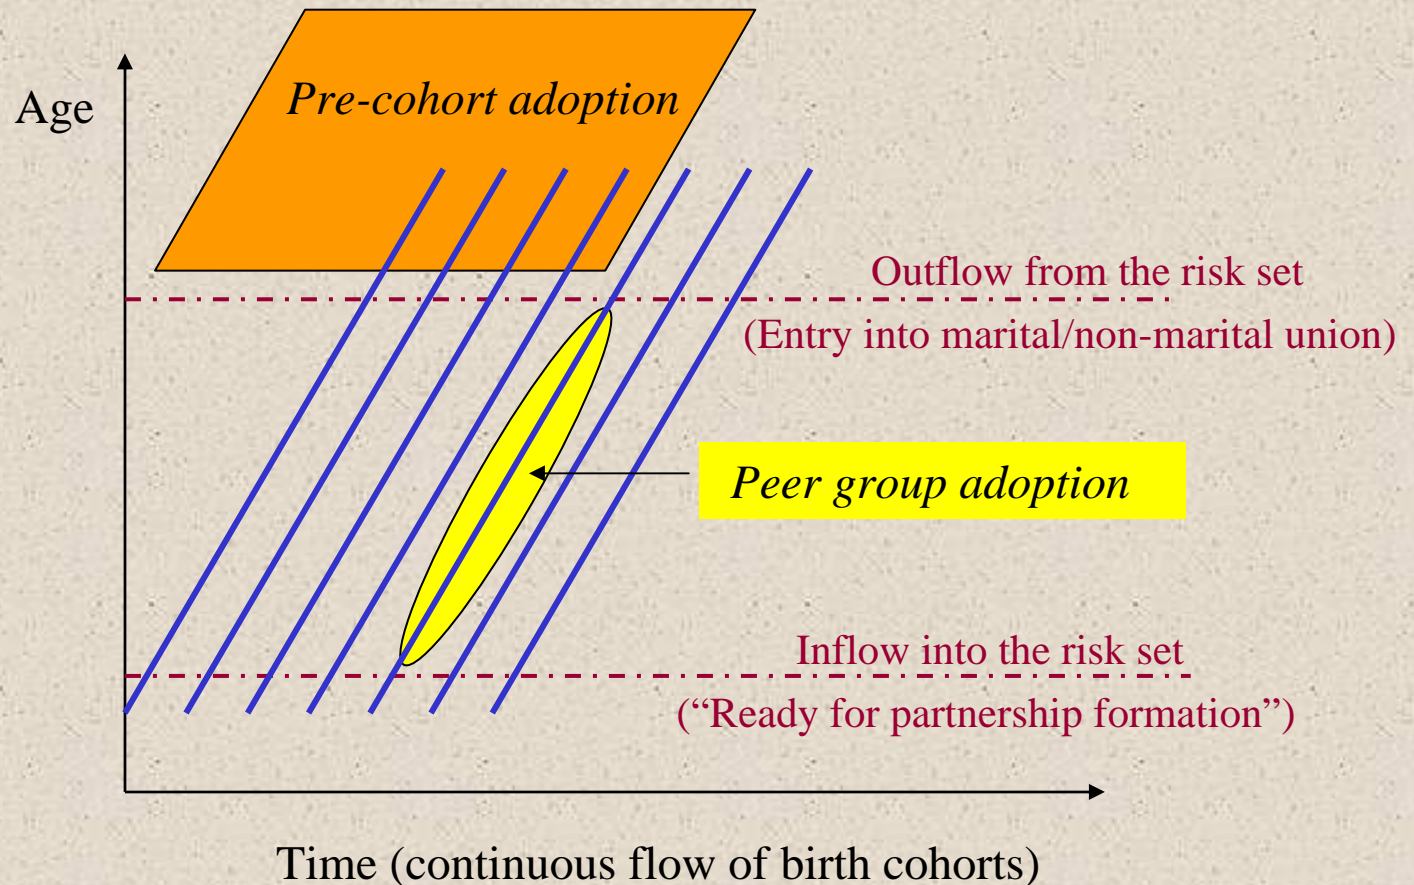 Pre-cohort adoption
Age
Outflow from the risk set
(Entry into marital/non-marital union)
Peer group adoption
Inflow into the risk set
(“Ready for partnership formation”)
Time (continuous flow of birth cohorts)